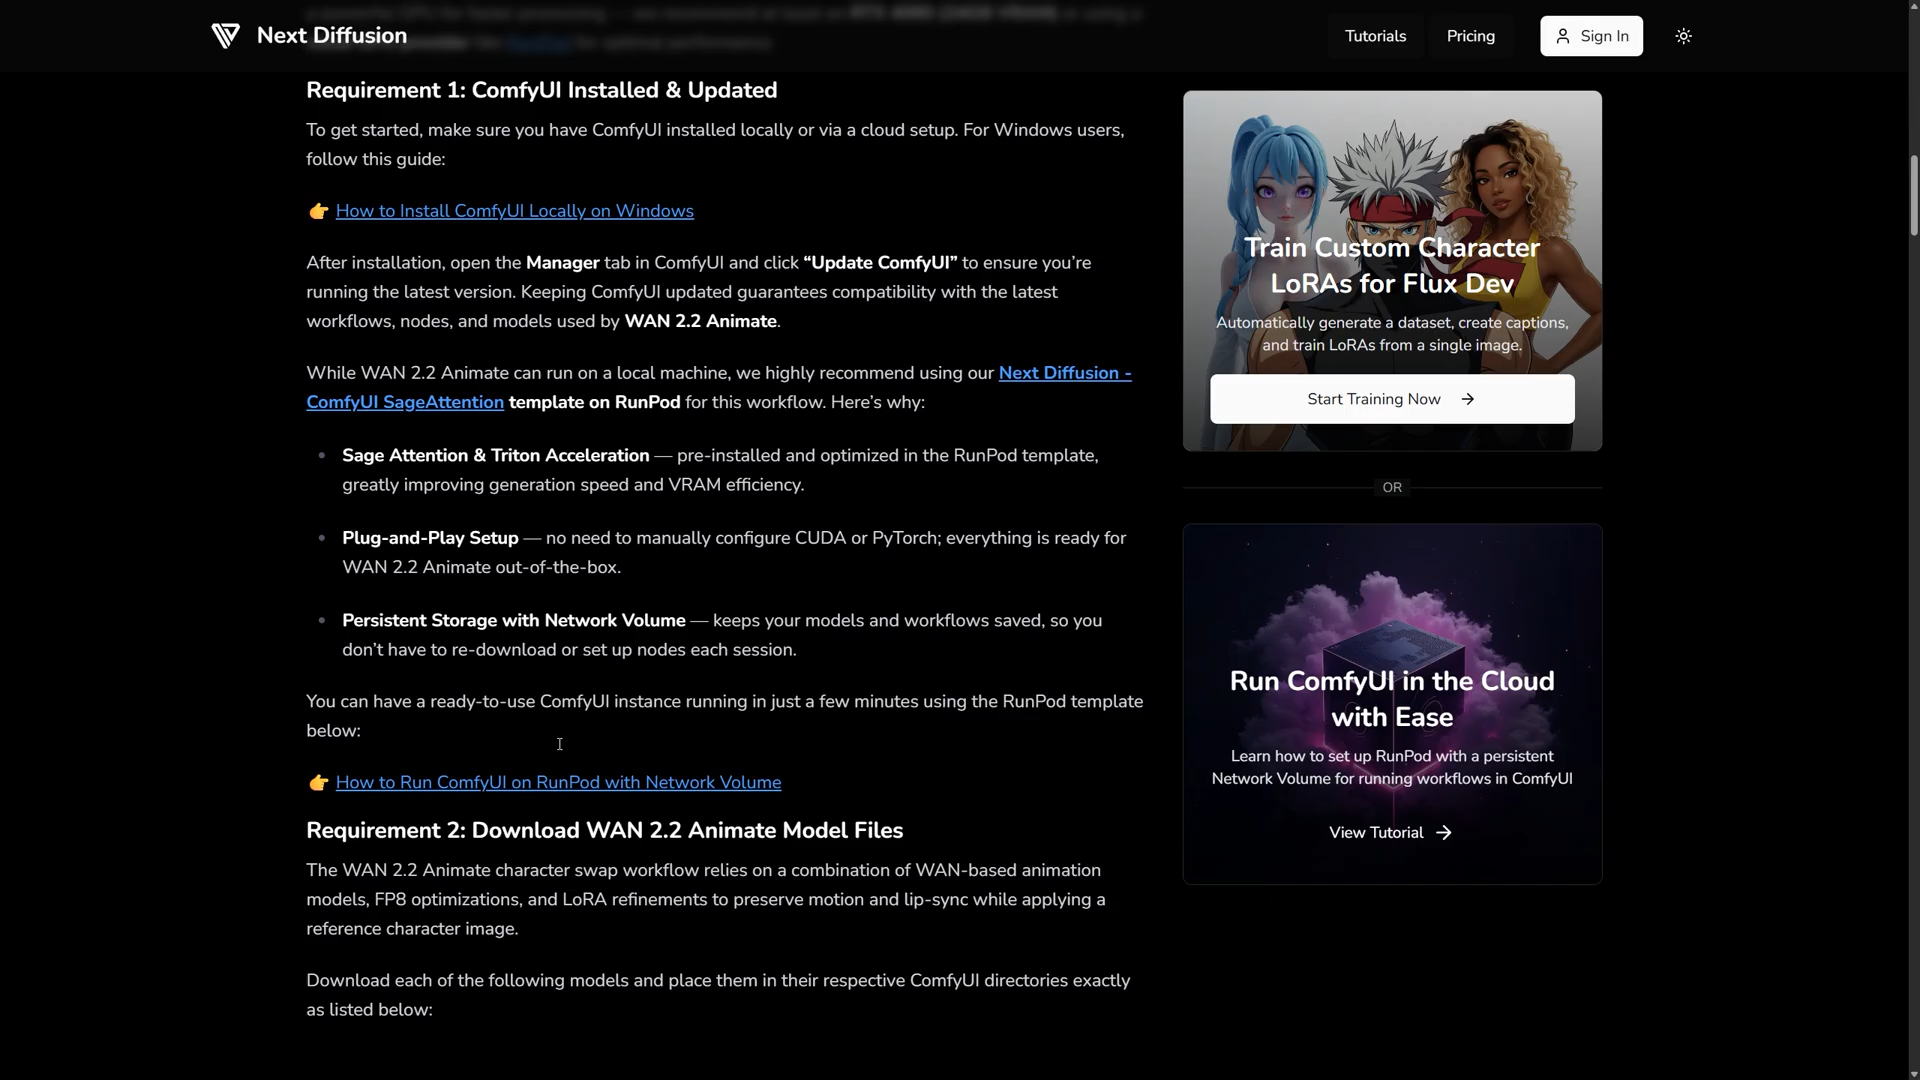 Next Diffusion
Tutorials
Pricing
Sign In
Requirement 1: ComfyUI Installed & Updated
To get started, make sure you have ComfyUI installed locally or via a cloud setup. For Windows users,
follow this guide:
👉 How to Install ComfyUI Locally on Windows
After installation, open the Manager tab in ComfyUI and click “Update ComfyUI” to ensure you’re
running the latest version. Keeping ComfyUI updated guarantees compatibility with the latest
workflows, nodes, and models used by WAN 2.2 Animate.
While WAN 2.2 Animate can run on a local machine, we highly recommend using our Next Diffusion -
ComfyUI SageAttention template on RunPod for this workflow. Here’s why:
Sage Attention & Triton Acceleration — pre-installed and optimized in the RunPod template,
greatly improving generation speed and VRAM efficiency.
Plug-and-Play Setup — no need to manually configure CUDA or PyTorch; everything is ready for
WAN 2.2 Animate out-of-the-box.
Persistent Storage with Network Volume — keeps your models and workflows saved, so you
don’t have to re-download or set up nodes each session.
You can have a ready-to-use ComfyUI instance running in just a few minutes using the RunPod template
below:
👉 How to Run ComfyUI on RunPod with Network Volume
Requirement 2: Download WAN 2.2 Animate Model Files
The WAN 2.2 Animate character swap workflow relies on a combination of WAN-based animation
models, FP8 optimizations, and LoRA refinements to preserve motion and lip-sync while applying a
reference character image.
Download each of the following models and place them in their respective ComfyUI directories exactly
as listed below:
Train Custom Character
LoRAs for Flux Dev
Automatically generate a dataset, create captions,
and train LoRAs from a single image.
Start Training Now
OR
Run ComfyUI in the Cloud
with Ease
Learn how to set up RunPod with a persistent
Network Volume for running workflows in ComfyUI
View Tutorial